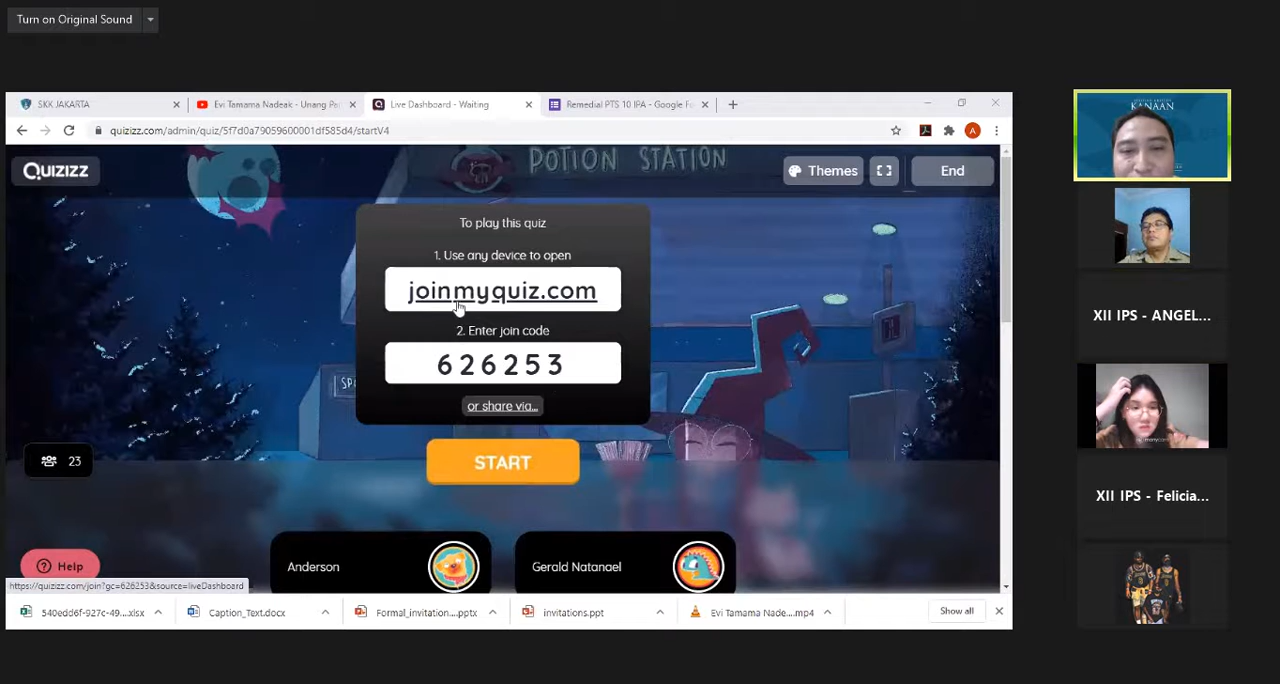 Turn on Original Sound
SKK JAKARTA
Evi Tamama Nadeak - Unang Pa
Live Dashboard - Waiting
Remedial PTS 10 IPA - Google Fo
quizizz.com/admin/quiz/5f7d0a79059600001df585d4/startV4
Quizizz
POTION STATION
Themes
End
To play this quiz
1. Use any device to open
joinmyquiz.com
2. Enter join code
626253
or share via...
START
23
Anderson
Gerald Natanael
Help
https://quizizz.com/join?gc=626253&source=liveDashboard
540edd6f-927c-49....xlsx
Caption_Text.docx
Formal_invitation....pptx
invitations.ppt
Evi Tamama Nade....mp4
Show all
KANAAN
XII IPS - ANGEL...
XII IPS - Felicia...